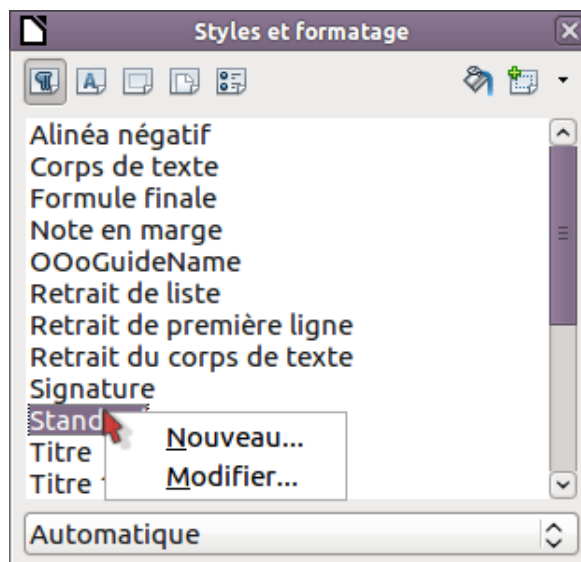 Styles et formatage
Alinéa négatif
Corps de texte
Formule finale
Note en marge
OOoGuideName
Retrait de liste
Retrait de première ligne
Retrait du corps de texte
Signature
Stand
Nouveau...
Titre
Modifier...
Titre
Automatique